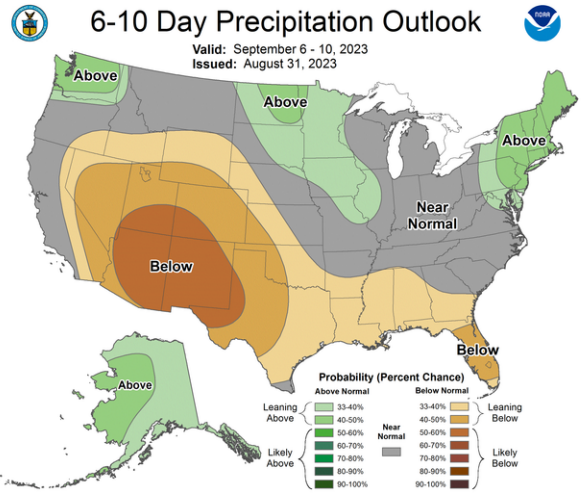 6-10 Day Precipitation Outlook
NOAA
Valid: September 6 - 10, 2023
Issued: August 31, 2023
Above
Above
Above
Near
Normal
Below
Below
Above
Probability (Percent Chance)
Above Normal
Below Normal
Leaning
Above
33-40%
40-50%
Likely
Above
50-60%
60-70%
70-80%
80-90%
90-100%
Near
Normal
33-40%
40-50%
Leaning
Below
50-60%
60-70%
70-80%
80-90%
90-100%
Likely
Below